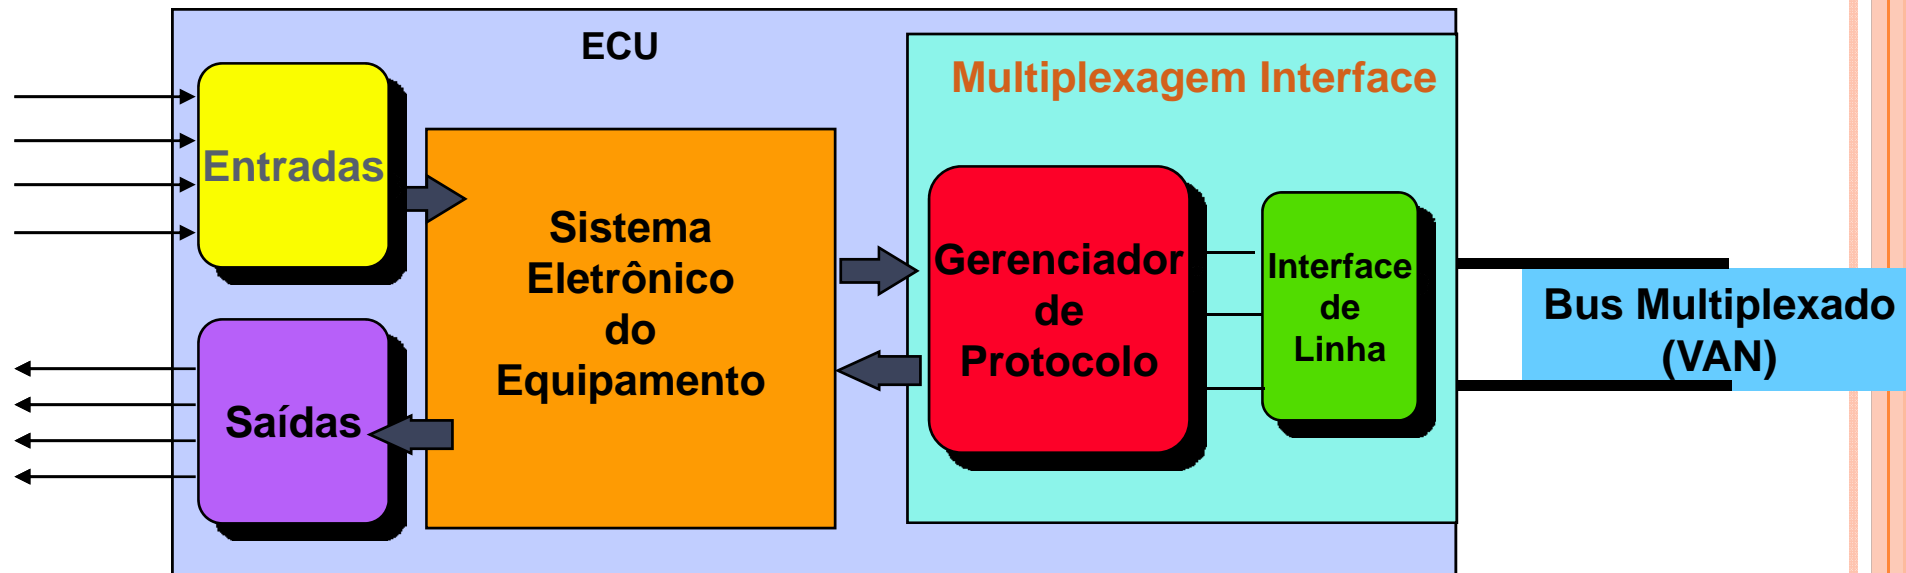 ECU
Multiplexagem Interface
Entradas
Sistema
Eletrônico
do
Equipamento
Saídas
Gerenciador
de
Protocolo
Interface
de
Linha
Bus Multiplexado
(VAN)